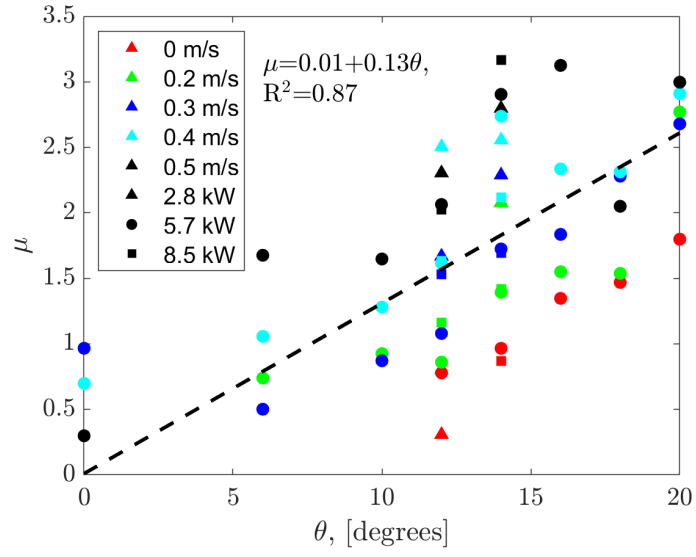 μ
3.5
3
2.5
2
1.5
1
0.5
0
0 m/s
0.2 m/s
0.3 m/s
0.4 m/s
0.5 m/s
2.8 kW
5.7 kW
8.5 kW
μ=0.01+0.13θ,
R²=0.87
0 5 10 15 20
θ, [degrees]